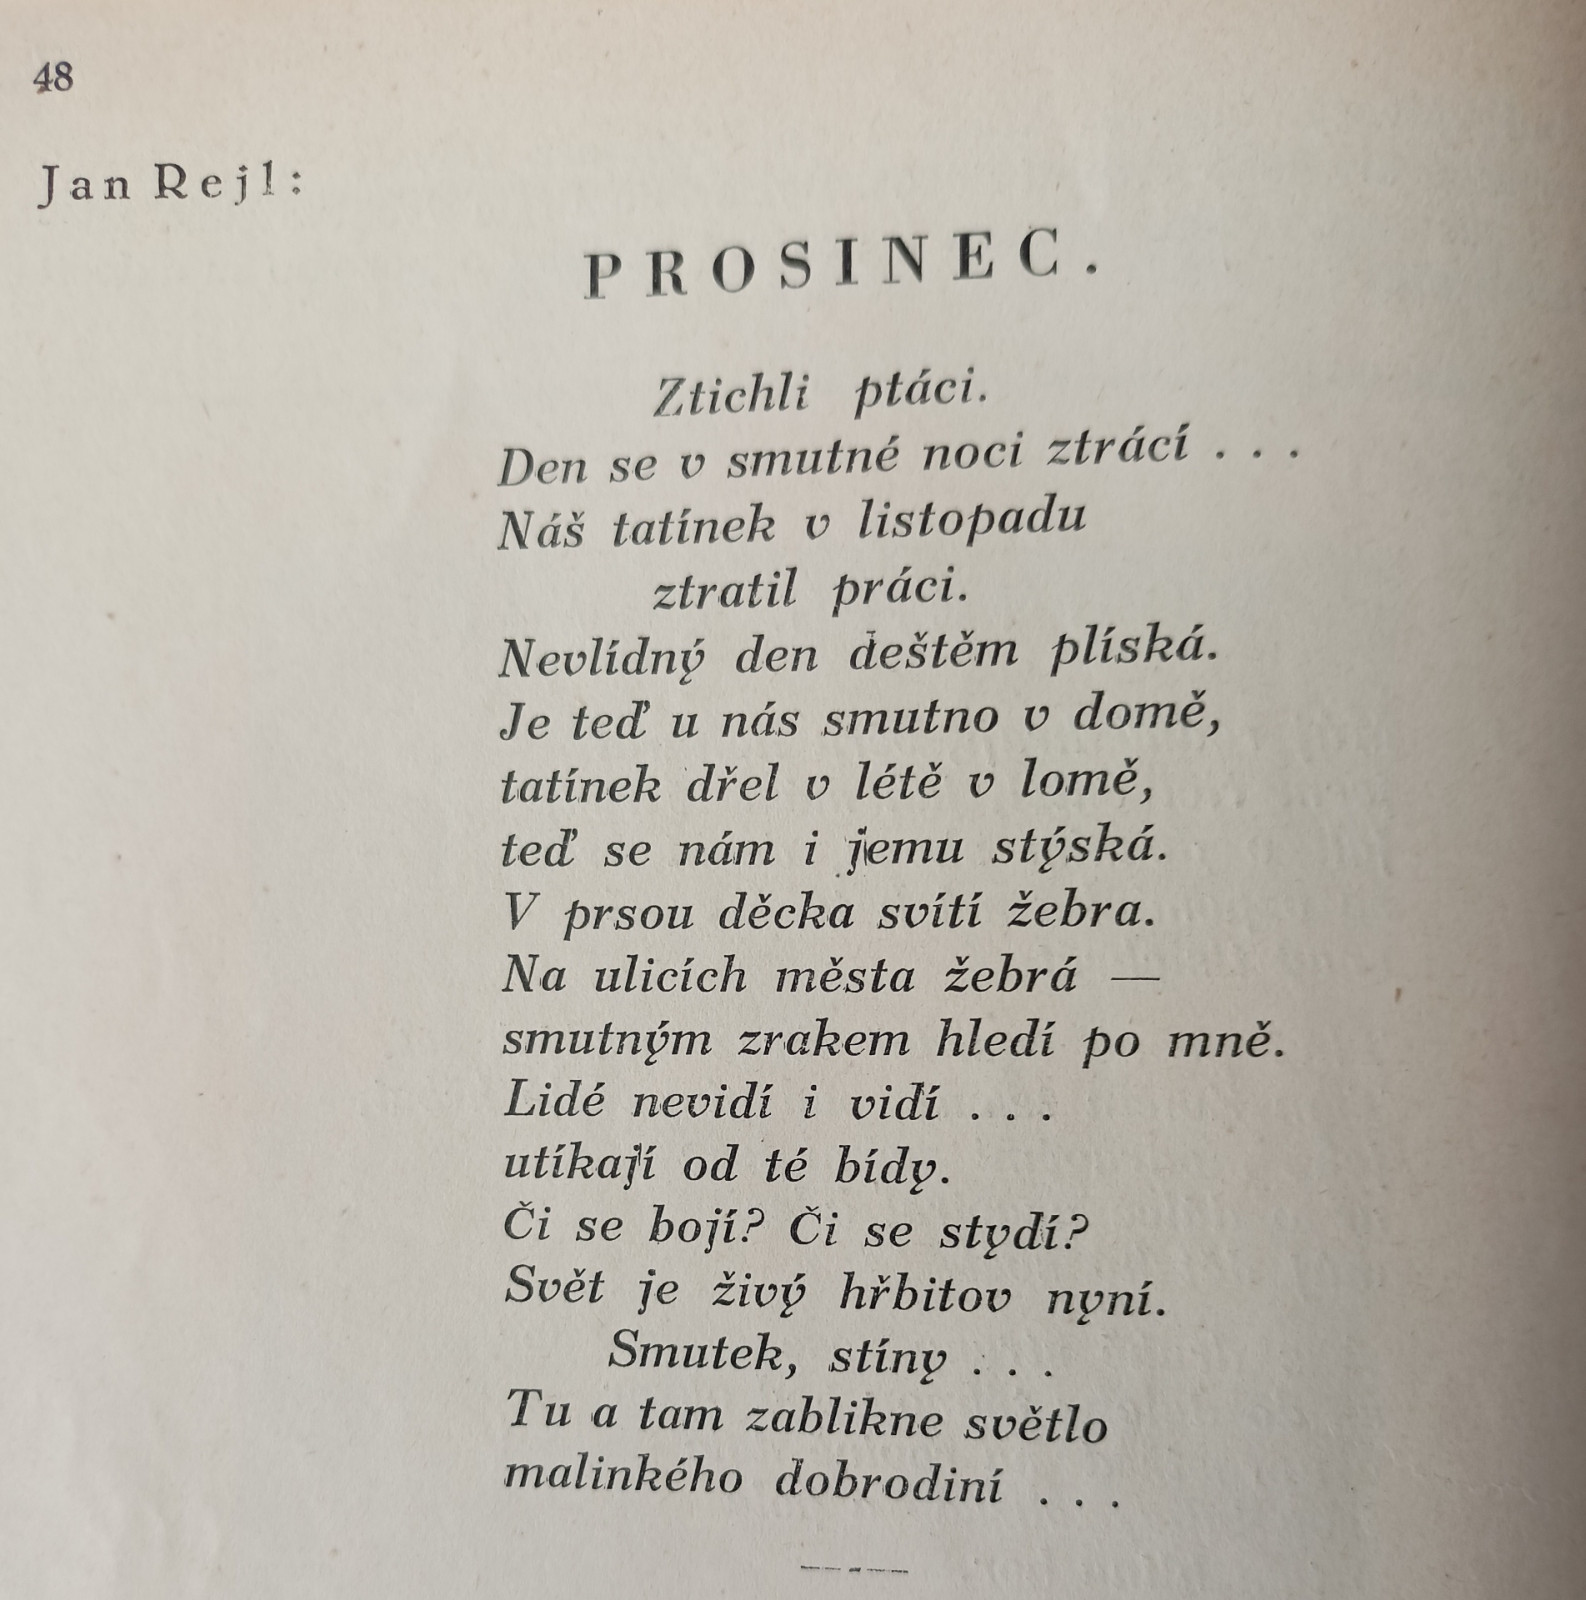 48
Jan Rejl:
PROSINEC.
Ztichli ptáci.
Den se v smutné noci ztrácí . . .
Náš tatínek v listopadu
ztratil práci.
Nevlídný den deštěm plíská.
Je teď u nás smutno v domě,
tatínek dřel v létě v lomě,
teď se nám i jemu stýská.
V prsou děcka svítí žebra.
Na ulicích města žebrá —
smutným zrakem hledí po mně.
Lidé nevidí i vidí . . .
utíkají od té bídy.
Či se bojí? Či se stydí?
Svět je živý hřbitov nyní.
Smutek, stíny . . .
Tu a tam zablikne světlo
malinkého dobrodiní . . .